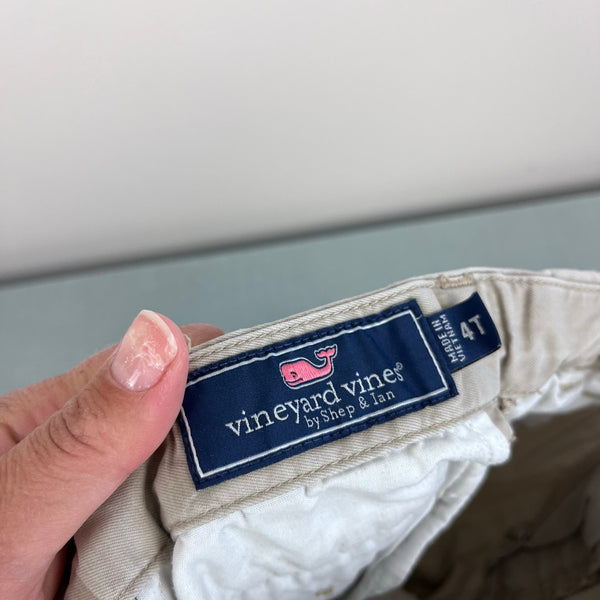 vineyard vines®
by Shep & Ian
MADE IN
VIETNAM
4T